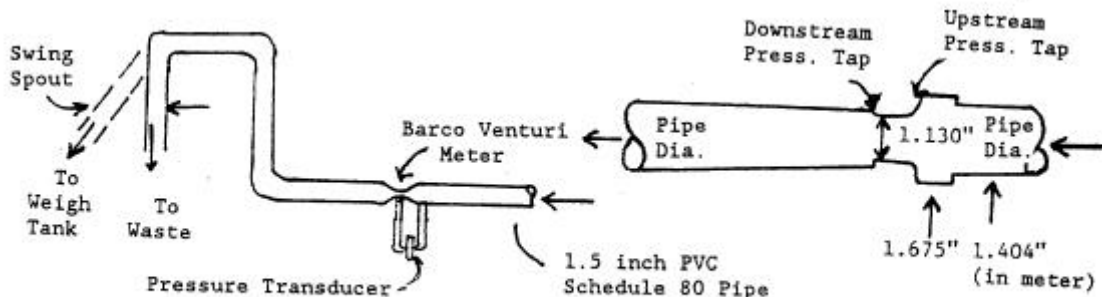 Swing
Spout
To
Weigh
Tank
To
Waste
Barco Venturi
Meter
Pressure Transducer
1.5 inch PVC
Schedule 80 Pipe
Downstream
Press. Tap
Upstream
Press. Tap
Pipe
Dia.
1.130"
Pipe
Dia.
1.675"
1.404"
(in meter)